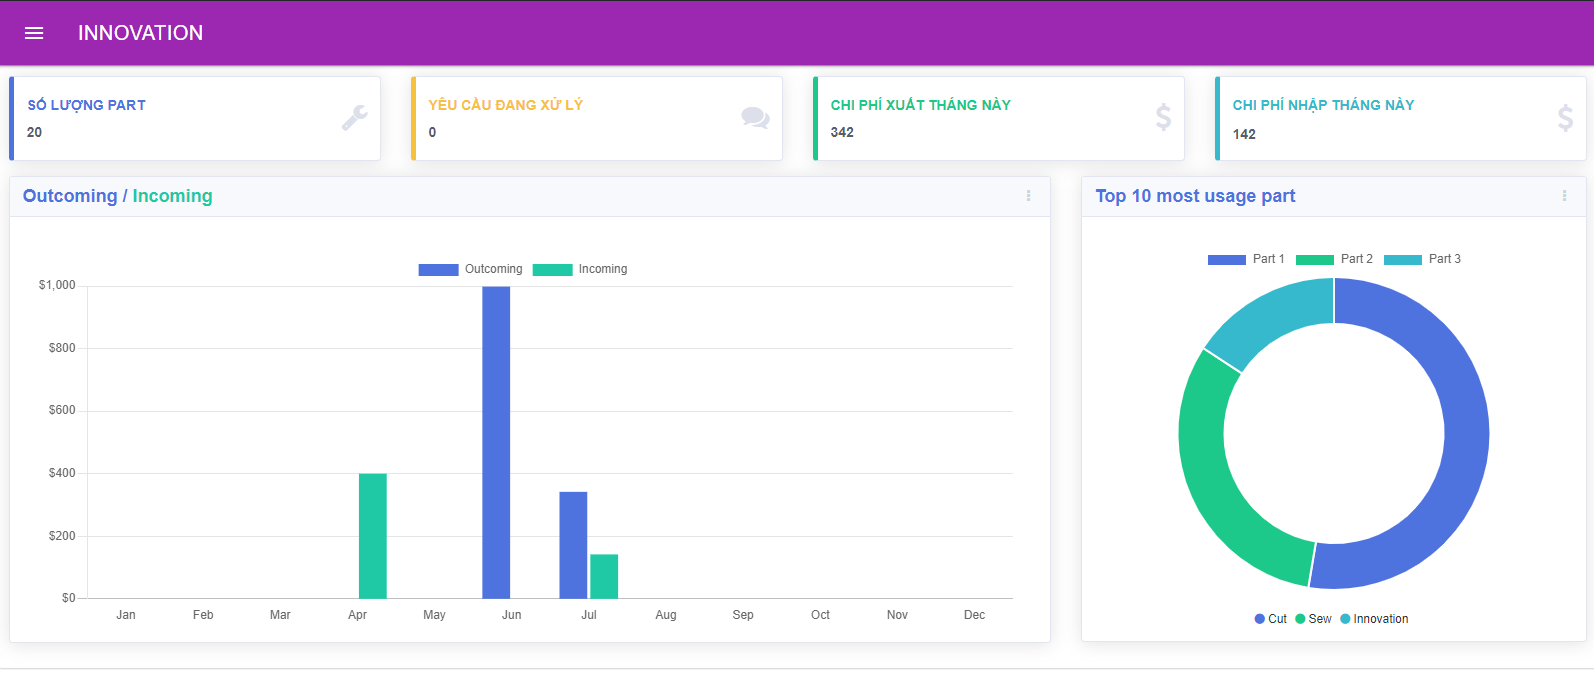 INNOVATION
SỐ LƯỢNG PART
20
YÊU CẦU ĐANG XỬ LÝ
0
CHI PHÍ XUẤT THÁNG NÀY
342
CHI PHÍ NHẬP THÁNG NÀY
142
Outcoming / Incoming
Outcoming Incoming
$1,000
$800
$600
$400
$200
$0
Jan Feb Mar Apr May Jun Jul Aug Sep Oct Nov Dec
Top 10 most usage part
Part 1 Part 2 Part 3
Cut Sew Innovation